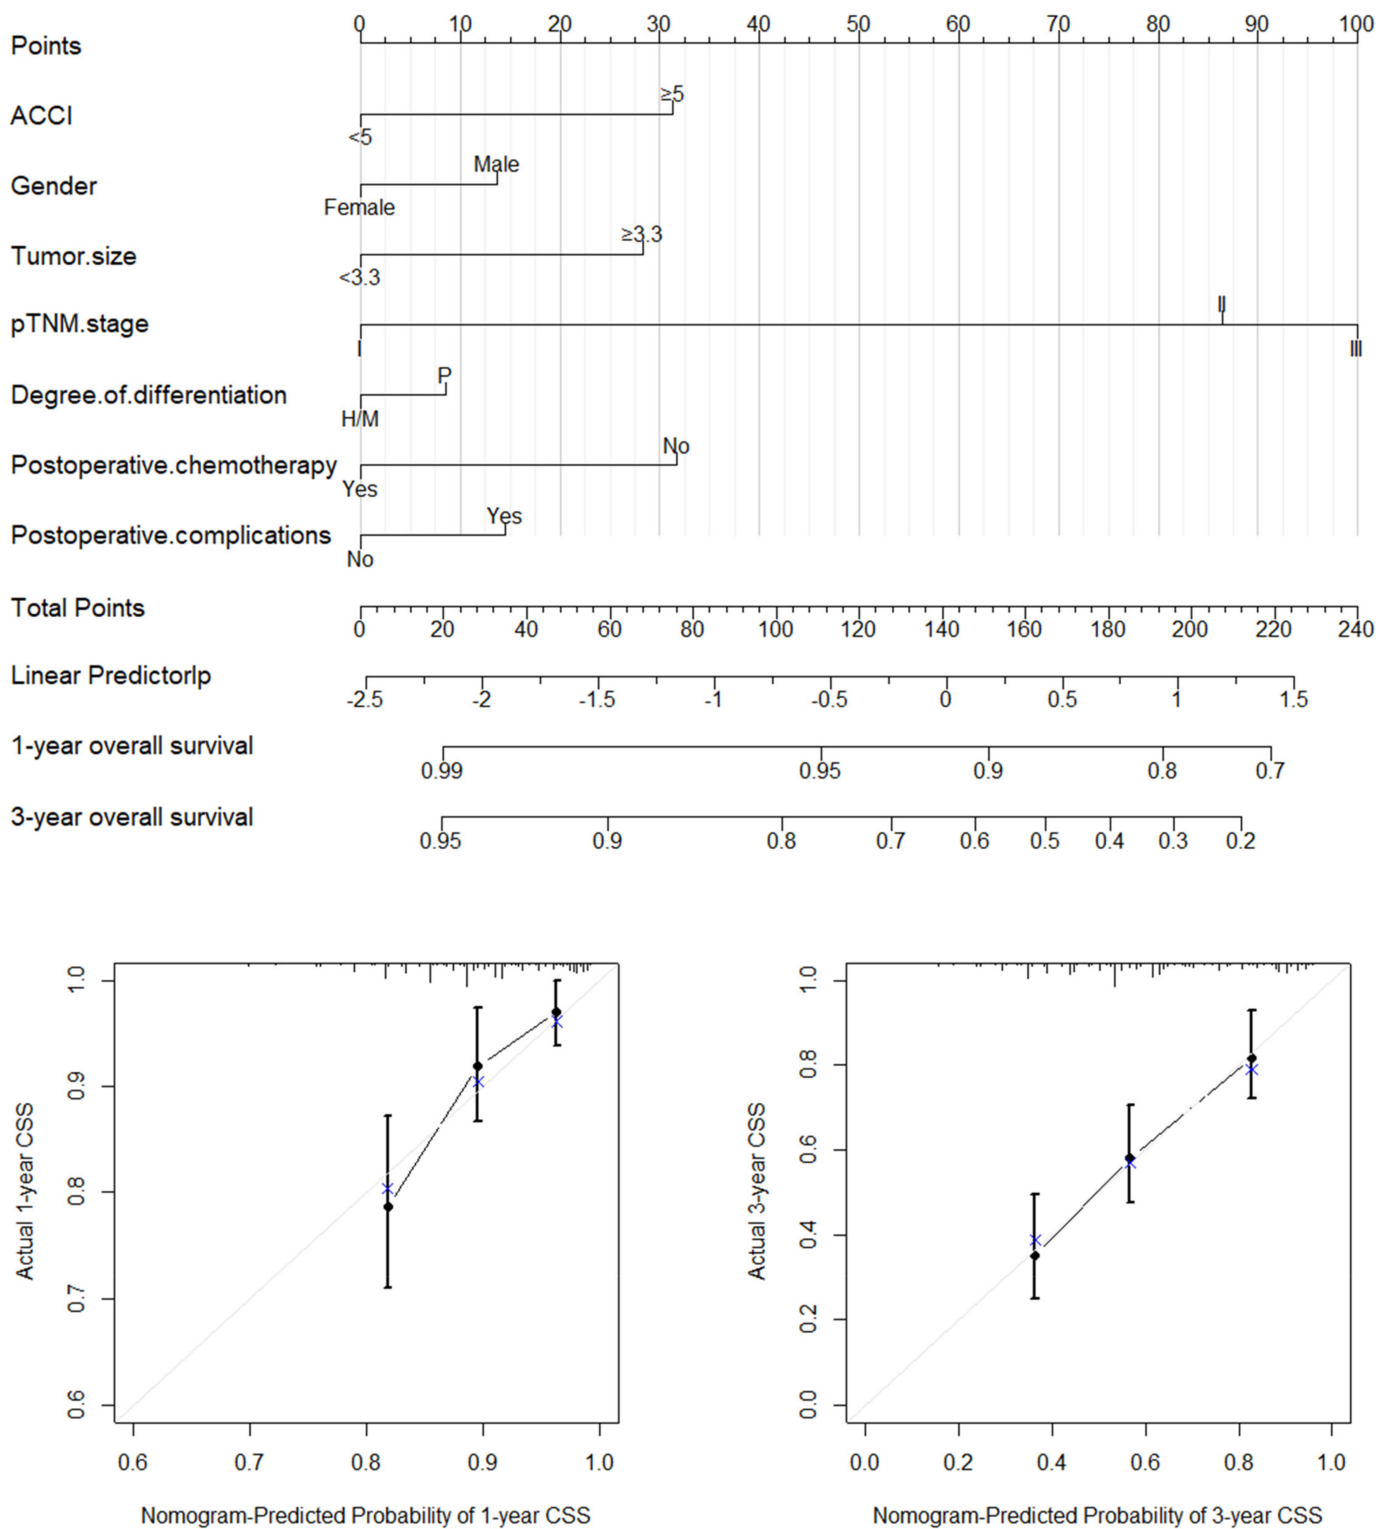 Points
0 10 20 30 40 50 60 70 80 90 100
ACCI
≥5
<5
Gender
Male
Female
Tumor.size
≥3.3
<3.3
pTNM.stage
II
I
III
Degree.of.differentiation
P
H/M
Postoperative.chemotherapy
No
Yes
Postoperative.complications
Yes
No
Total Points
0 20 40 60 80 100 120 140 160 180 200 220 240
Linear Predictorlp
-2.5 -2 -1.5 -1 -0.5 0 0.5 1 1.5
1-year overall survival
0.99 0.95 0.9 0.8 0.7
3-year overall survival
0.95 0.9 0.8 0.7 0.6 0.5 0.4 0.3 0.2
Actual 1-year CSS
1.0
0.9
0.8
0.7
0.6
0.6 0.7 0.8 0.9 1.0
Nomogram-Predicted Probability of 1-year CSS
Actual 3-year CSS
1.0
0.8
0.6
0.4
0.2
0.0
0.0 0.2 0.4 0.6 0.8 1.0
Nomogram-Predicted Probability of 3-year CSS